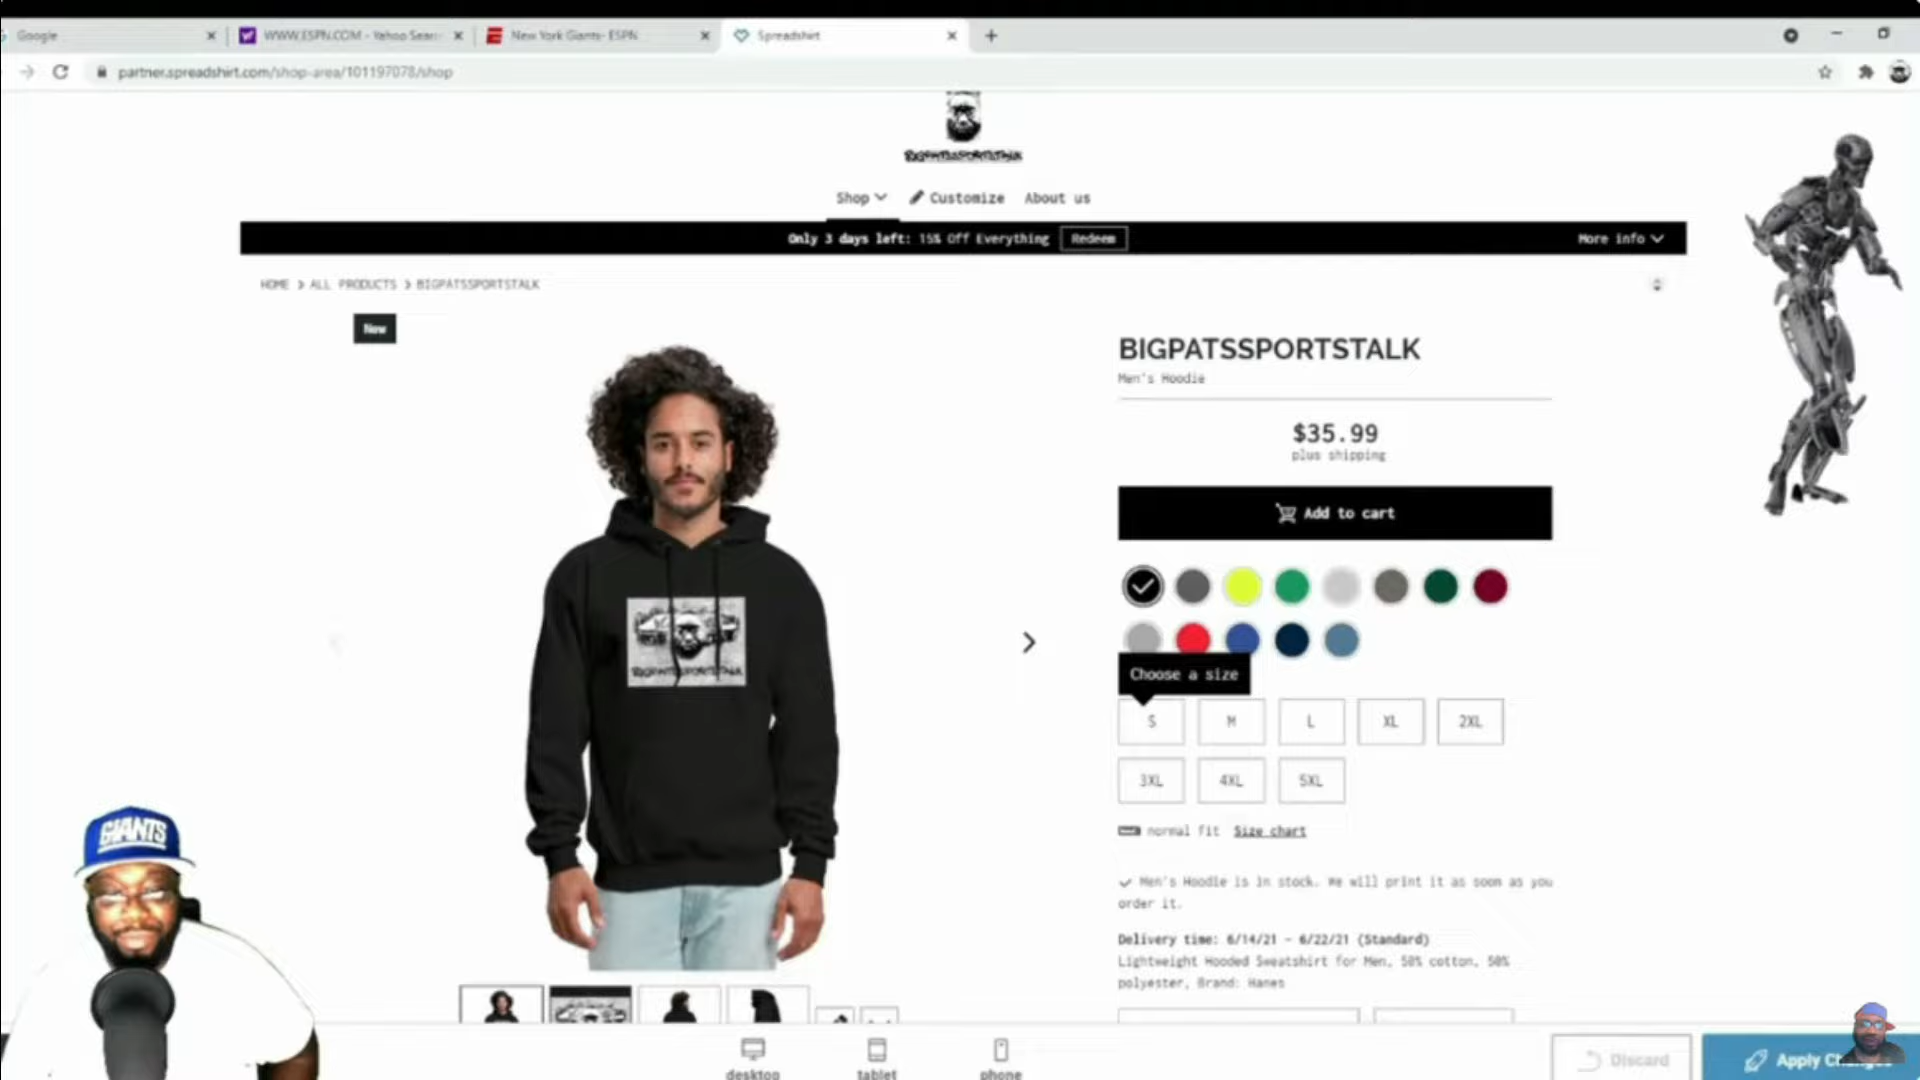 Google
WWW.ESPN.COM - Yahoo Sear
New York Giants- ESPN
Spreadshirt
partner.spreadshirt.com/shop-area/101197078/shop
BIGPATSSPORTSTALK
Shop
Customize
About us
Only 3 days left: 15% Off Everything
Redeem
More info
HOME > ALL PRODUCTS > BIGPATSSPORTSTALK
New
BIGPATSSPORTSTALK
Men's Hoodie
$35.99
plus shipping
Add to cart
BIGPATSSPORTSTALK
Choose a size
S M L XL 2XL
3XL 4XL 5XL
normal fit Size chart
GIANTS
Men's Hoodie is in stock. We will print it as soon as you
order it.
Delivery time: 6/14/21 - 6/22/21 (Standard)
Lightweight Hooded Sweatshirt for Men, 50% cotton, 50%
polyester, Brand: Hanes
desktop
tablet
phone
Discard
Apply Changes